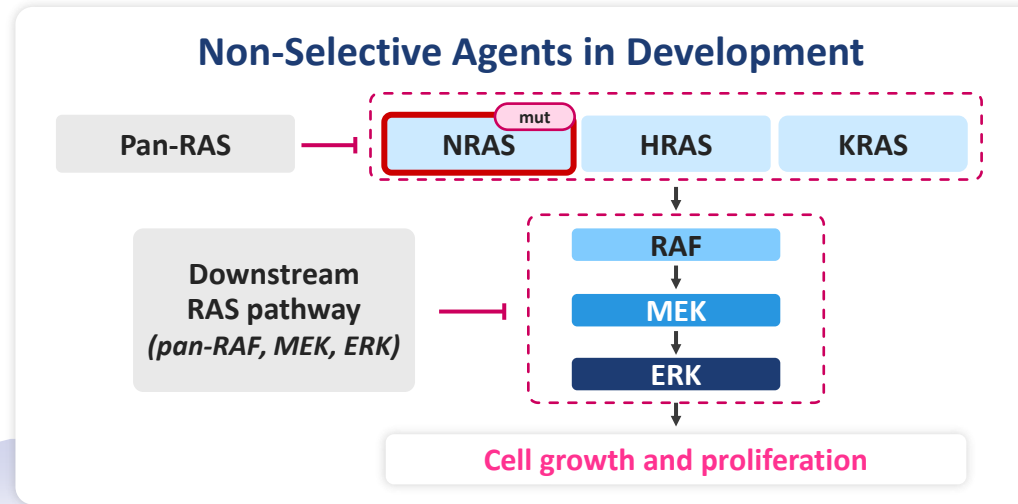 Non-Selective Agents in Development
mut
Pan-RAS
NRAS
HRAS
KRAS
Downstream
RAS pathway
(pan-RAF, MEK, ERK)
RAF
MEK
ERK
Cell growth and proliferation